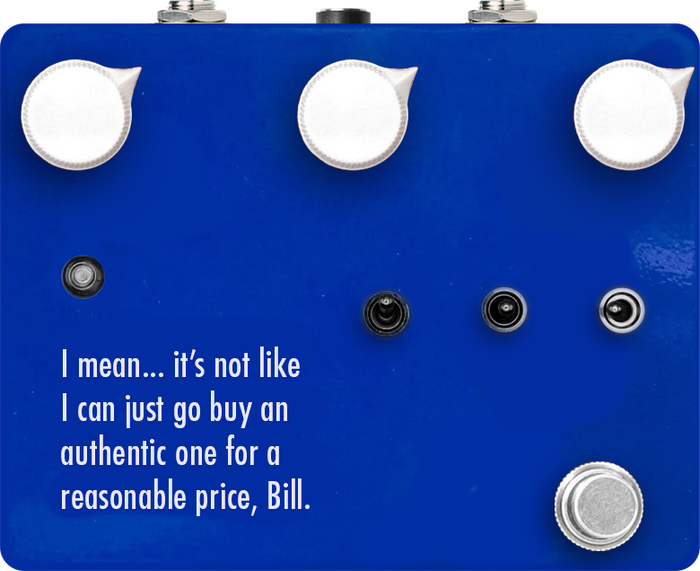 I mean... it’s not like
I can just go buy an
authentic one for a
reasonable price, Bill.